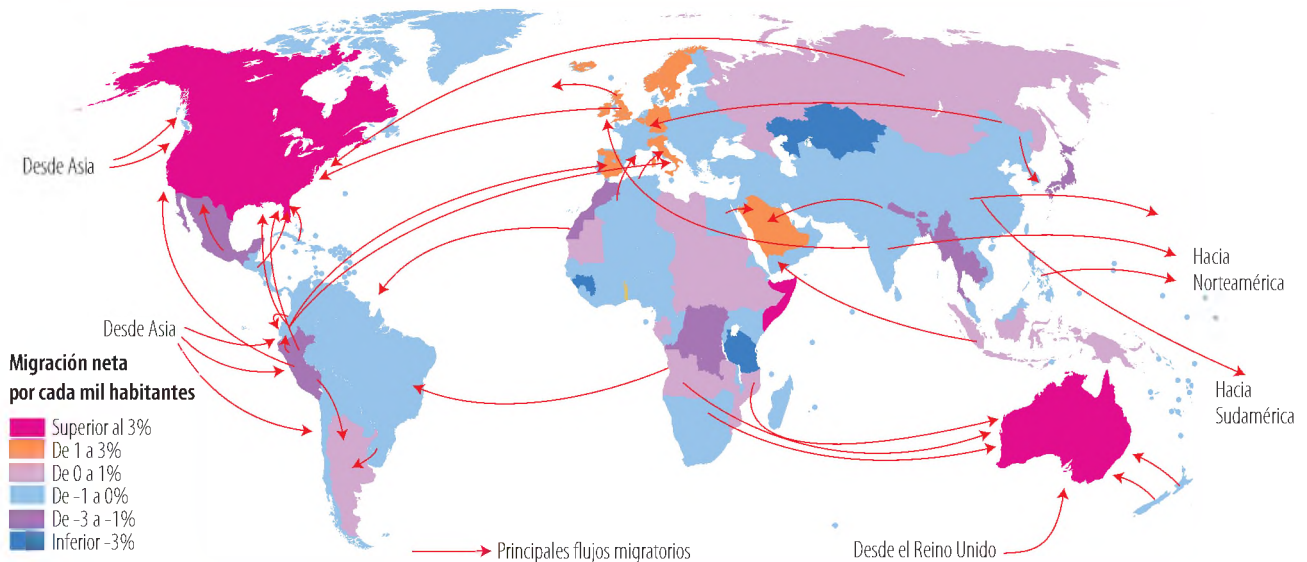 Desde Asia
Desde Asia
Hacia
Norteamérica
Hacia
Sudamérica
Migración neta
por cada mil habitantes
Superior al 3%
De 1 a 3%
De 0 a 1%
De -1 a 0%
De -3 a -1%
Inferior -3%
Principales flujos migratorios
Desde el Reino Unido